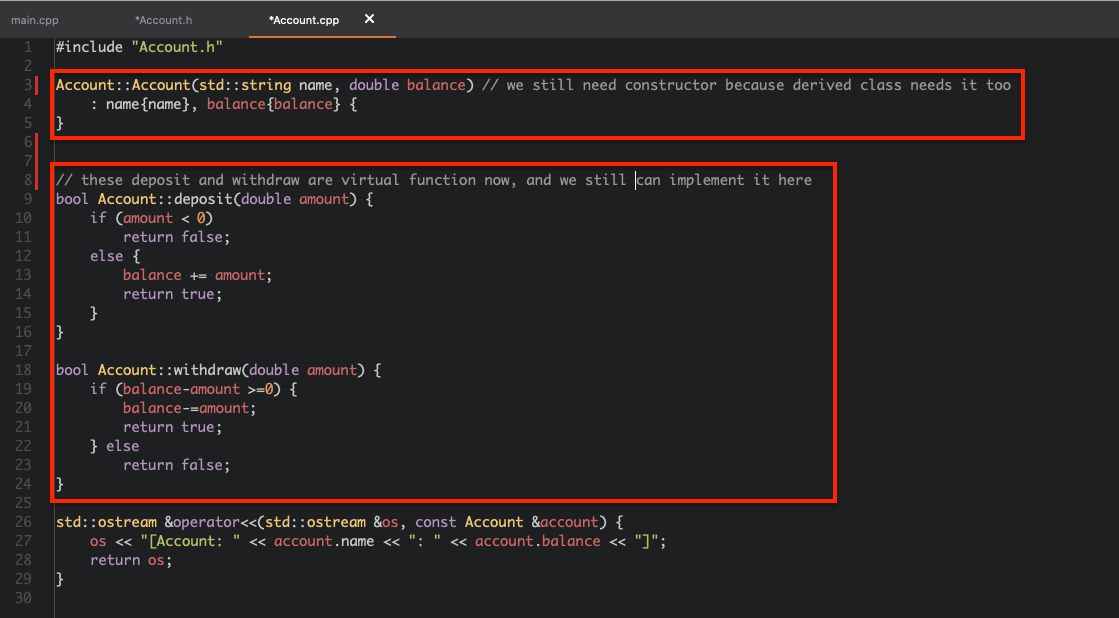 main.cpp *Account.h *Account.cpp ✕
1 #include "Account.h"
2
3 Account::Account(std::string name, double balance) // we still need constructor because derived class needs it too
4 : name{name}, balance{balance} {
5 }
6
7
8 // these deposit and withdraw are virtual function now, and we still can implement it here
9 bool Account::deposit(double amount) {
10 if (amount < 0)
11 return false;
12 else {
13 balance += amount;
14 return true;
15 }
16 }
17
18 bool Account::withdraw(double amount) {
19 if (balance-amount >=0) {
20 balance-=amount;
21 return true;
22 } else
23 return false;
24 }
25
26 std::ostream &operator<<(std::ostream &os, const Account &account) {
27 os << "[Account: " << account.name << ": " << account.balance << "]";
28 return os;
29 }
30